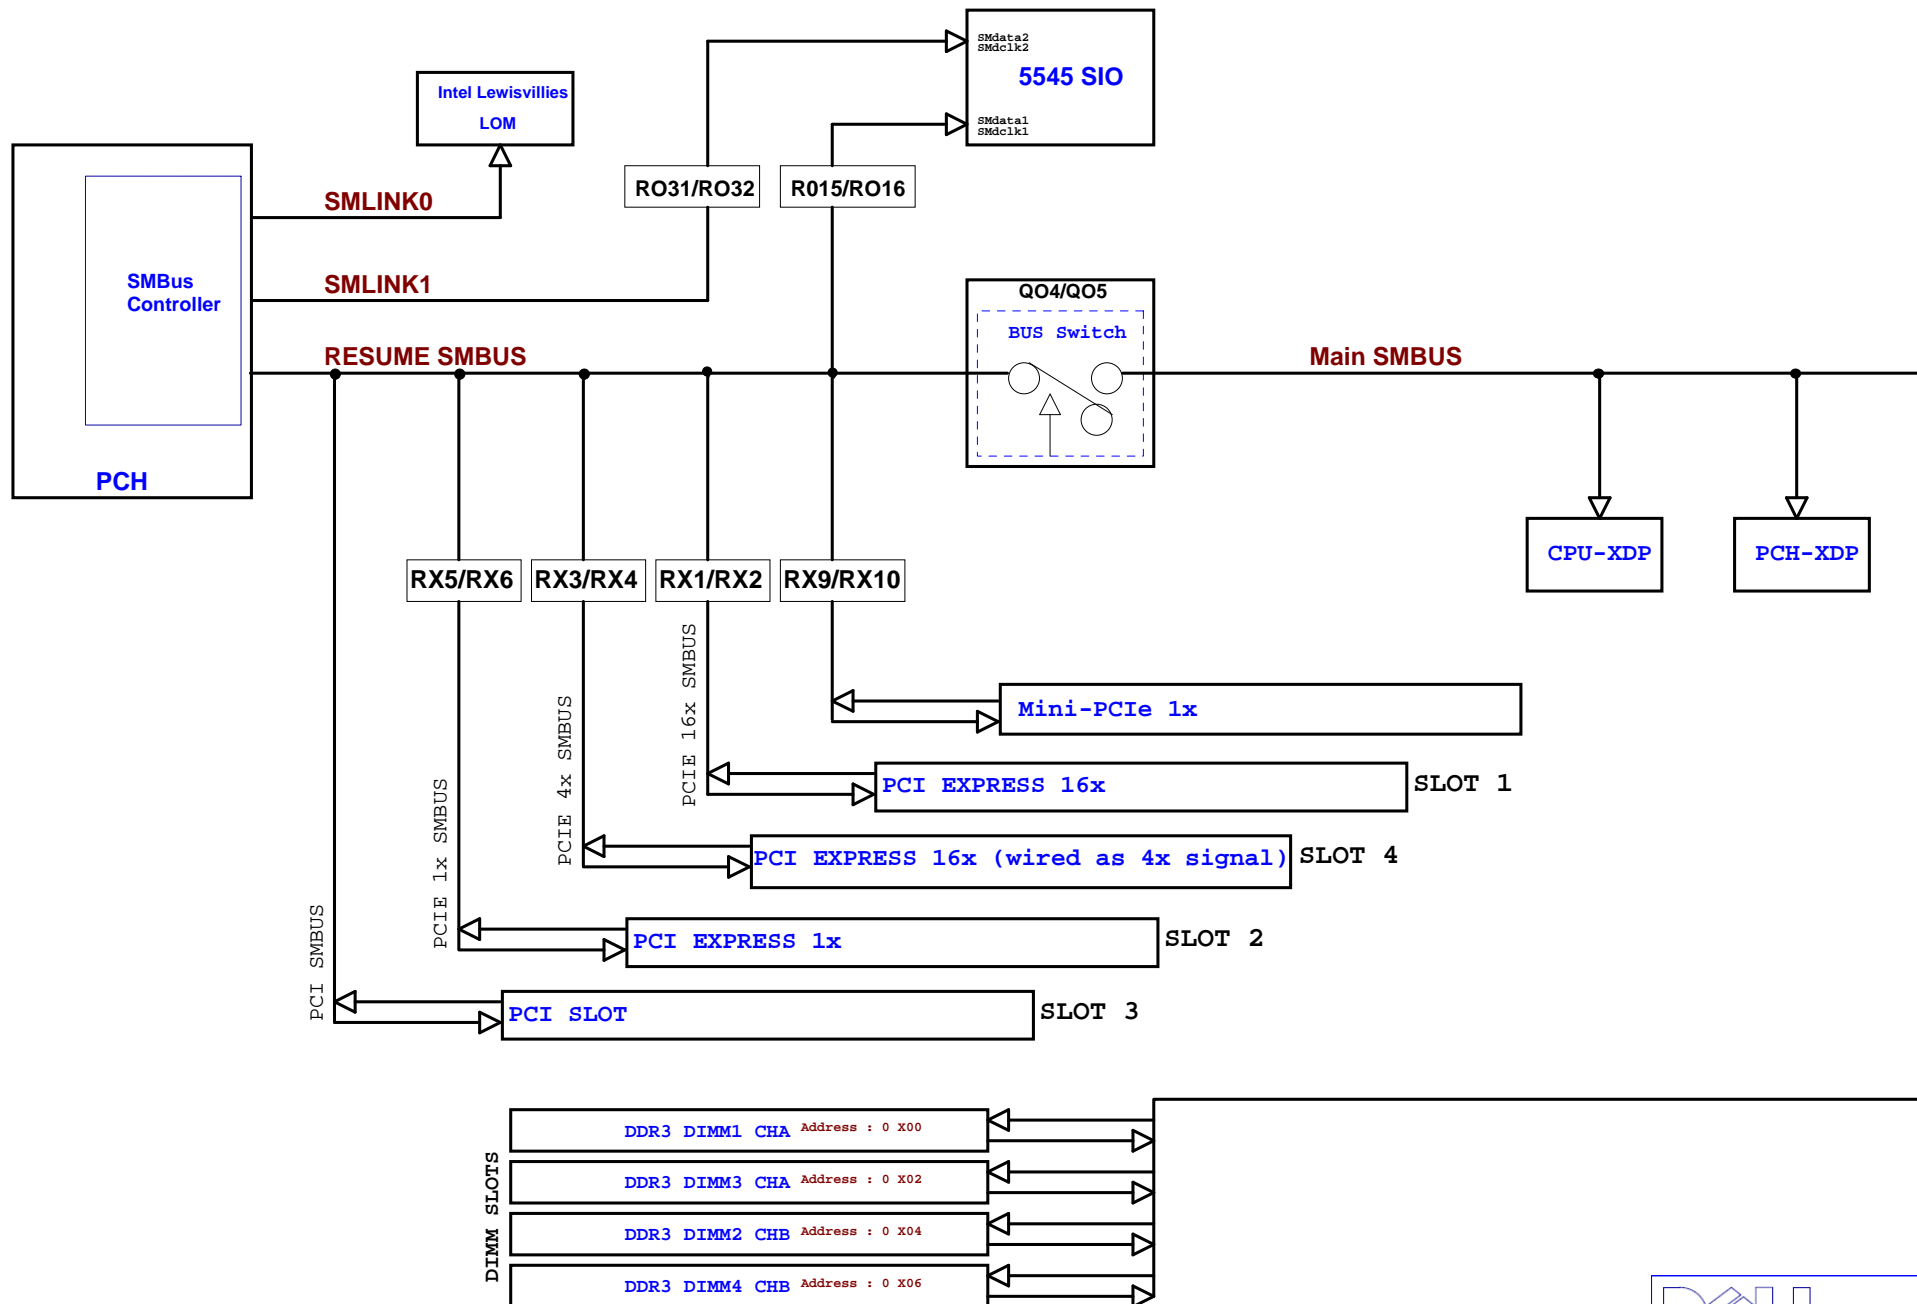 SMdata2
SMdclk2
5545 SIO
Intel Lewisvillies
LOM
SMdata1
SMdclk1
RO31/RO32
R015/RO16
SMLINK0
SMBus
Controller
SMLINK1
QO4/QO5
BUS Switch
RESUME SMBUS
Main SMBUS
PCH
CPU-XDP
PCH-XDP
RX5/RX6
RX3/RX4
RX1/RX2
RX9/RX10
PCIE 16x SMBUS
Mini-PCIe 1x
PCIE 4x SMBUS
PCI EXPRESS 16x
SLOT 1
PCIE 1x SMBUS
PCI EXPRESS 16x (wired as 4x signal)
SLOT 4
PCI SMBUS
PCI EXPRESS 1x
SLOT 2
PCI SLOT
SLOT 3
DIMM SLOTS
DDR3 DIMM1 CHA Address : 0 X00
DDR3 DIMM3 CHA Address : 0 X02
DDR3 DIMM2 CHB Address : 0 X04
DDR3 DIMM4 CHB Address : 0 X06